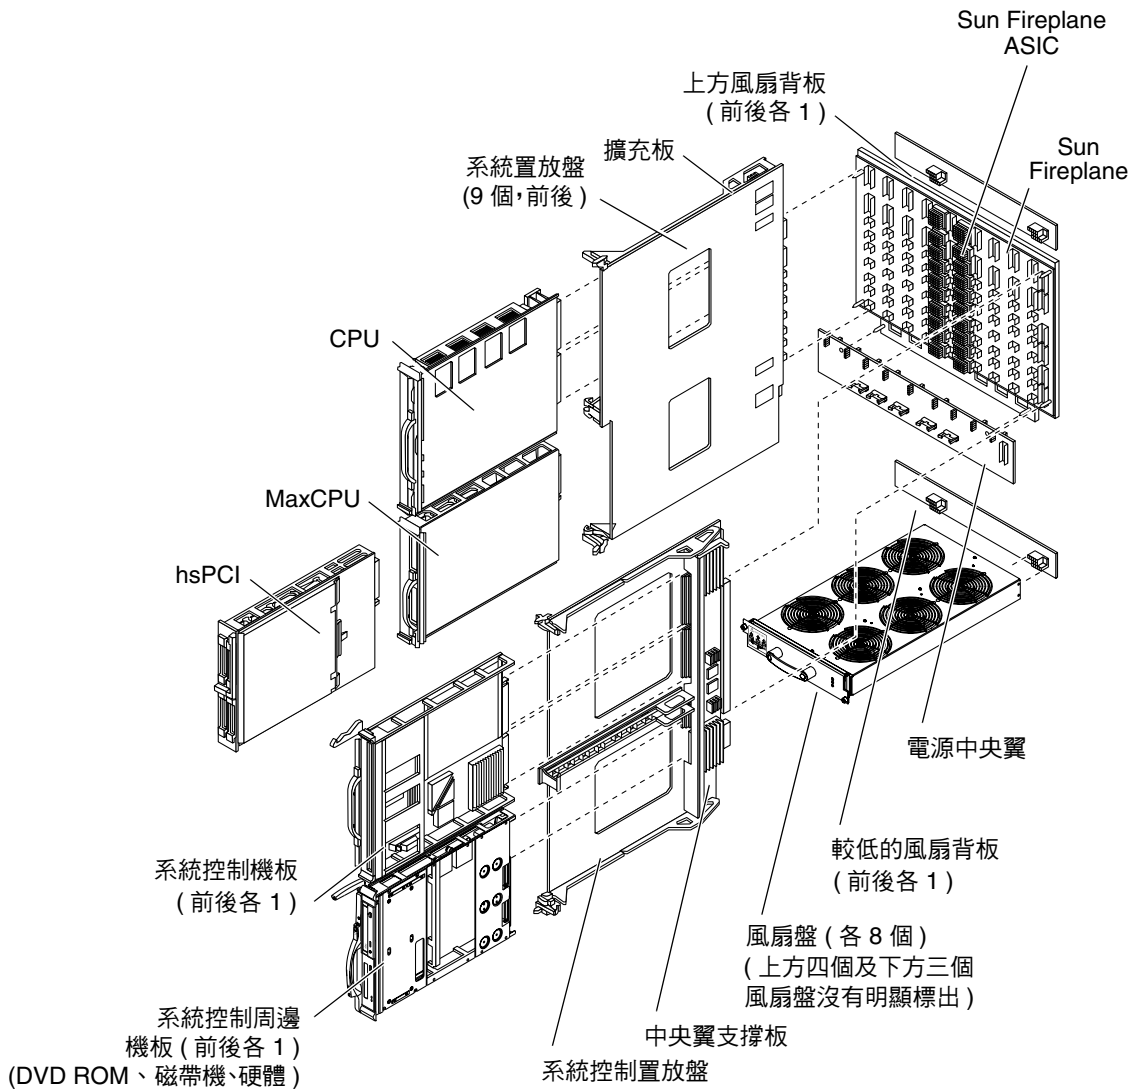 Sun Fireplane
ASIC
上方風扇背板
( 前後各 1 )
Sun
Fireplane
擴充板
系統置放盤
(9 個，前後 )
CPU
MaxCPU
hsPCI
電源中央翼
較低的風扇背板
( 前後各 1 )
系統控制機板
( 前後各 1 )
風扇盤 ( 各 8 個 )
( 上方四個及下方三個
風扇盤沒有明顯標出 )
系統控制周邊
機板 ( 前後各 1 )
(DVD ROM 、 磁帶機、硬體 )
中央翼支撐板
系統控制置放盤